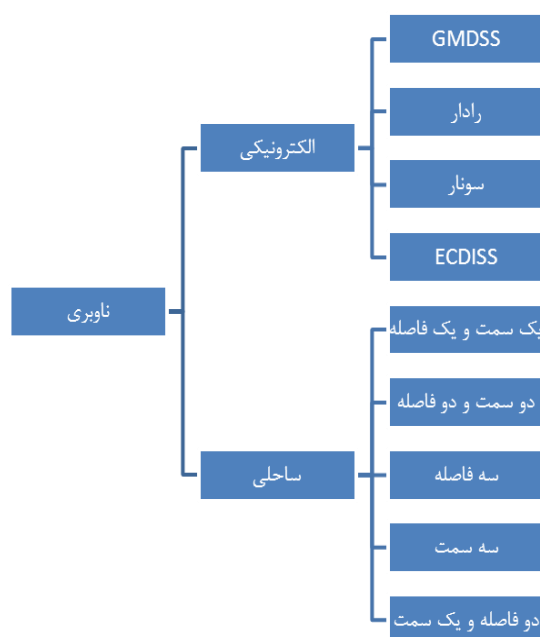 ناوبری
الکترونیکی
GMDSS
رادار
سونار
ECDISS
ساحلی
یک سمت و یک فاصله
دو سمت و دو فاصله
سه فاصله
سه سمت
دو فاصله و یک سمت